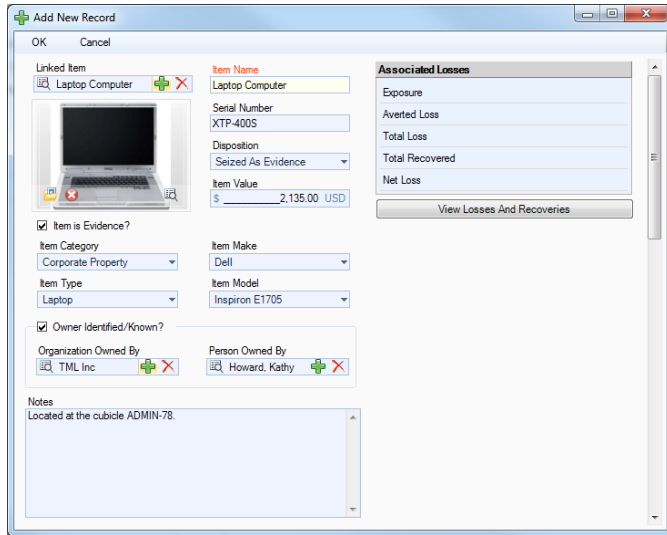 Add New Record
OK Cancel
Linked Item
Laptop Computer
Item Name
Laptop Computer
Serial Number
XTP-400S
Disposition
Seized As Evidence
Item Value
$ __________2,135.00 USD
Item is Evidence?
Item Category
Corporate Property
Item Make
Dell
Item Type
Laptop
Item Model
Inspiron E1705
Owner Identified/Known?
Organization Owned By
TML Inc
Person Owned By
Howard, Kathy
Notes
Located at the cubicle ADMIN-78.
Associated Losses
Exposure
Averted Loss
Total Loss
Total Recovered
Net Loss
View Losses And Recoveries